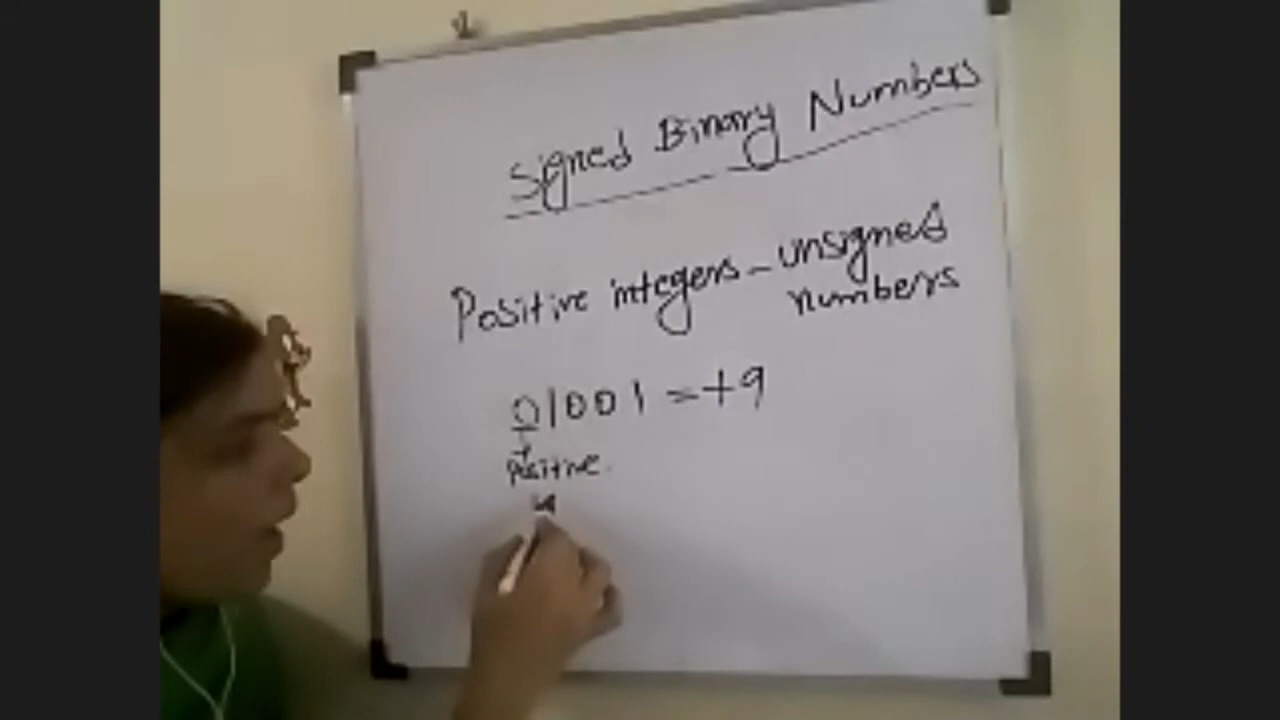 Signed Binary Numbers
Positive integers - unsigned
numbers
01001 = +9
Positive